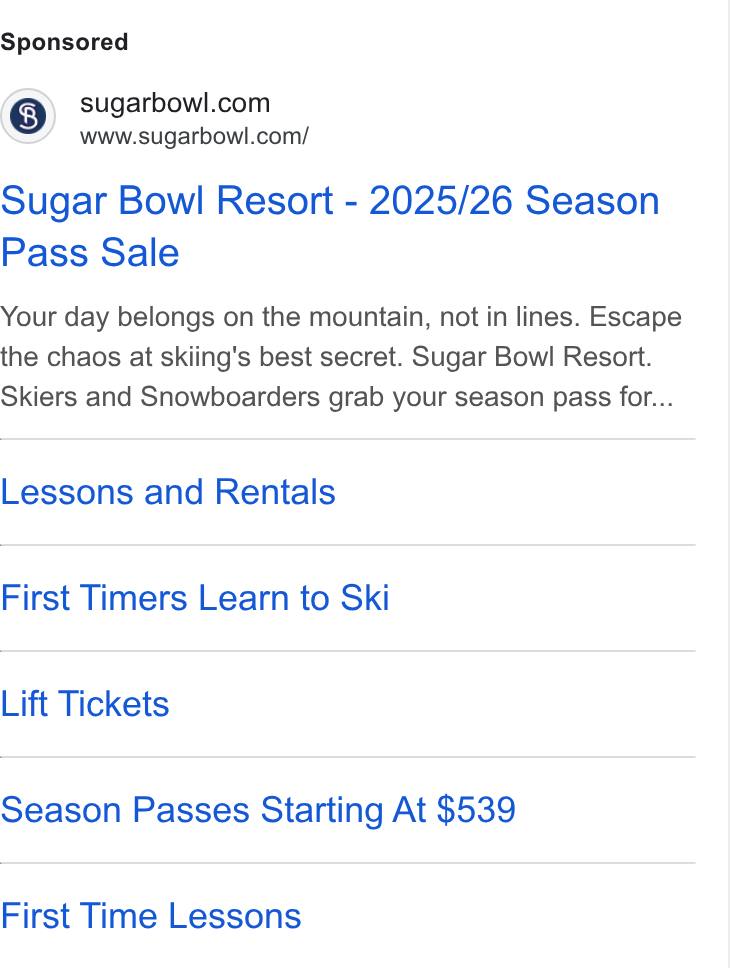 Sponsored
sugarbowl.com
www.sugarbowl.com/
Sugar Bowl Resort - 2025/26 Season
Pass Sale
Your day belongs on the mountain, not in lines. Escape
the chaos at skiing's best secret. Sugar Bowl Resort.
Skiers and Snowboarders grab your season pass for...
Lessons and Rentals
First Timers Learn to Ski
Lift Tickets
Season Passes Starting At $539
First Time Lessons